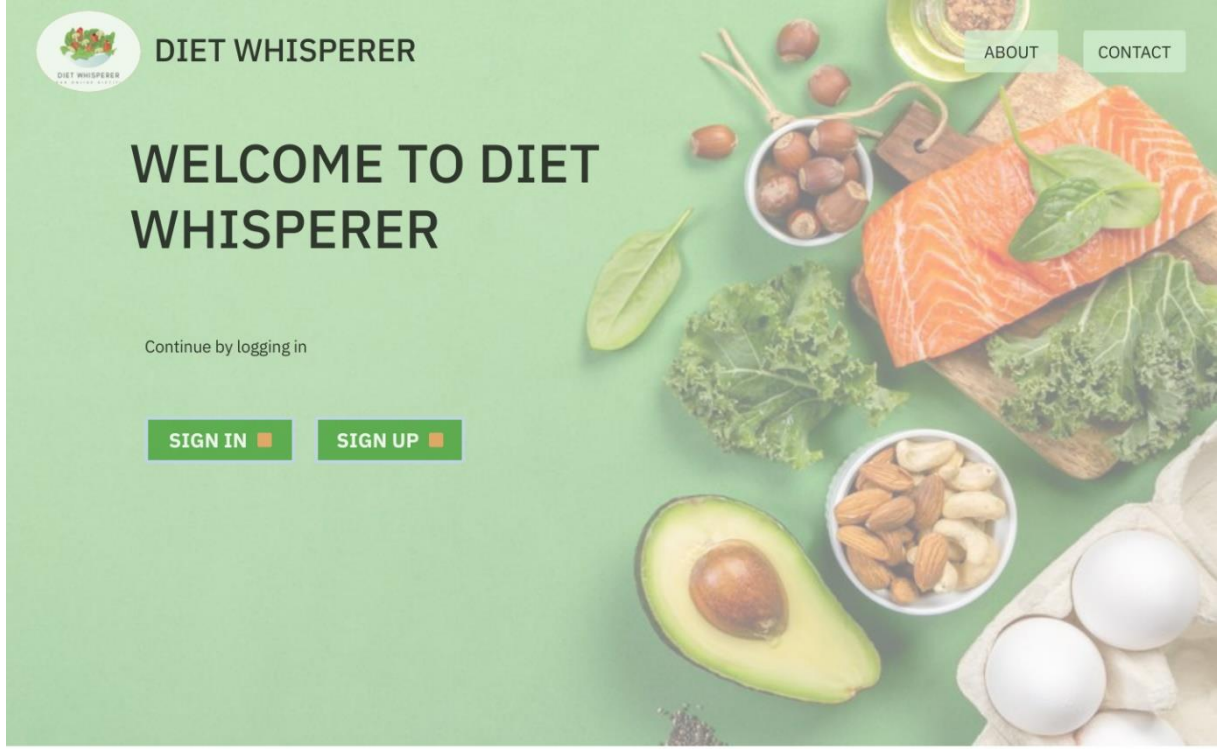 DIET WHISPERER
DIET WHISPERER
ABOUT
CONTACT
WELCOME TO DIET
WHISPERER
Continue by logging in
SIGN IN
SIGN UP